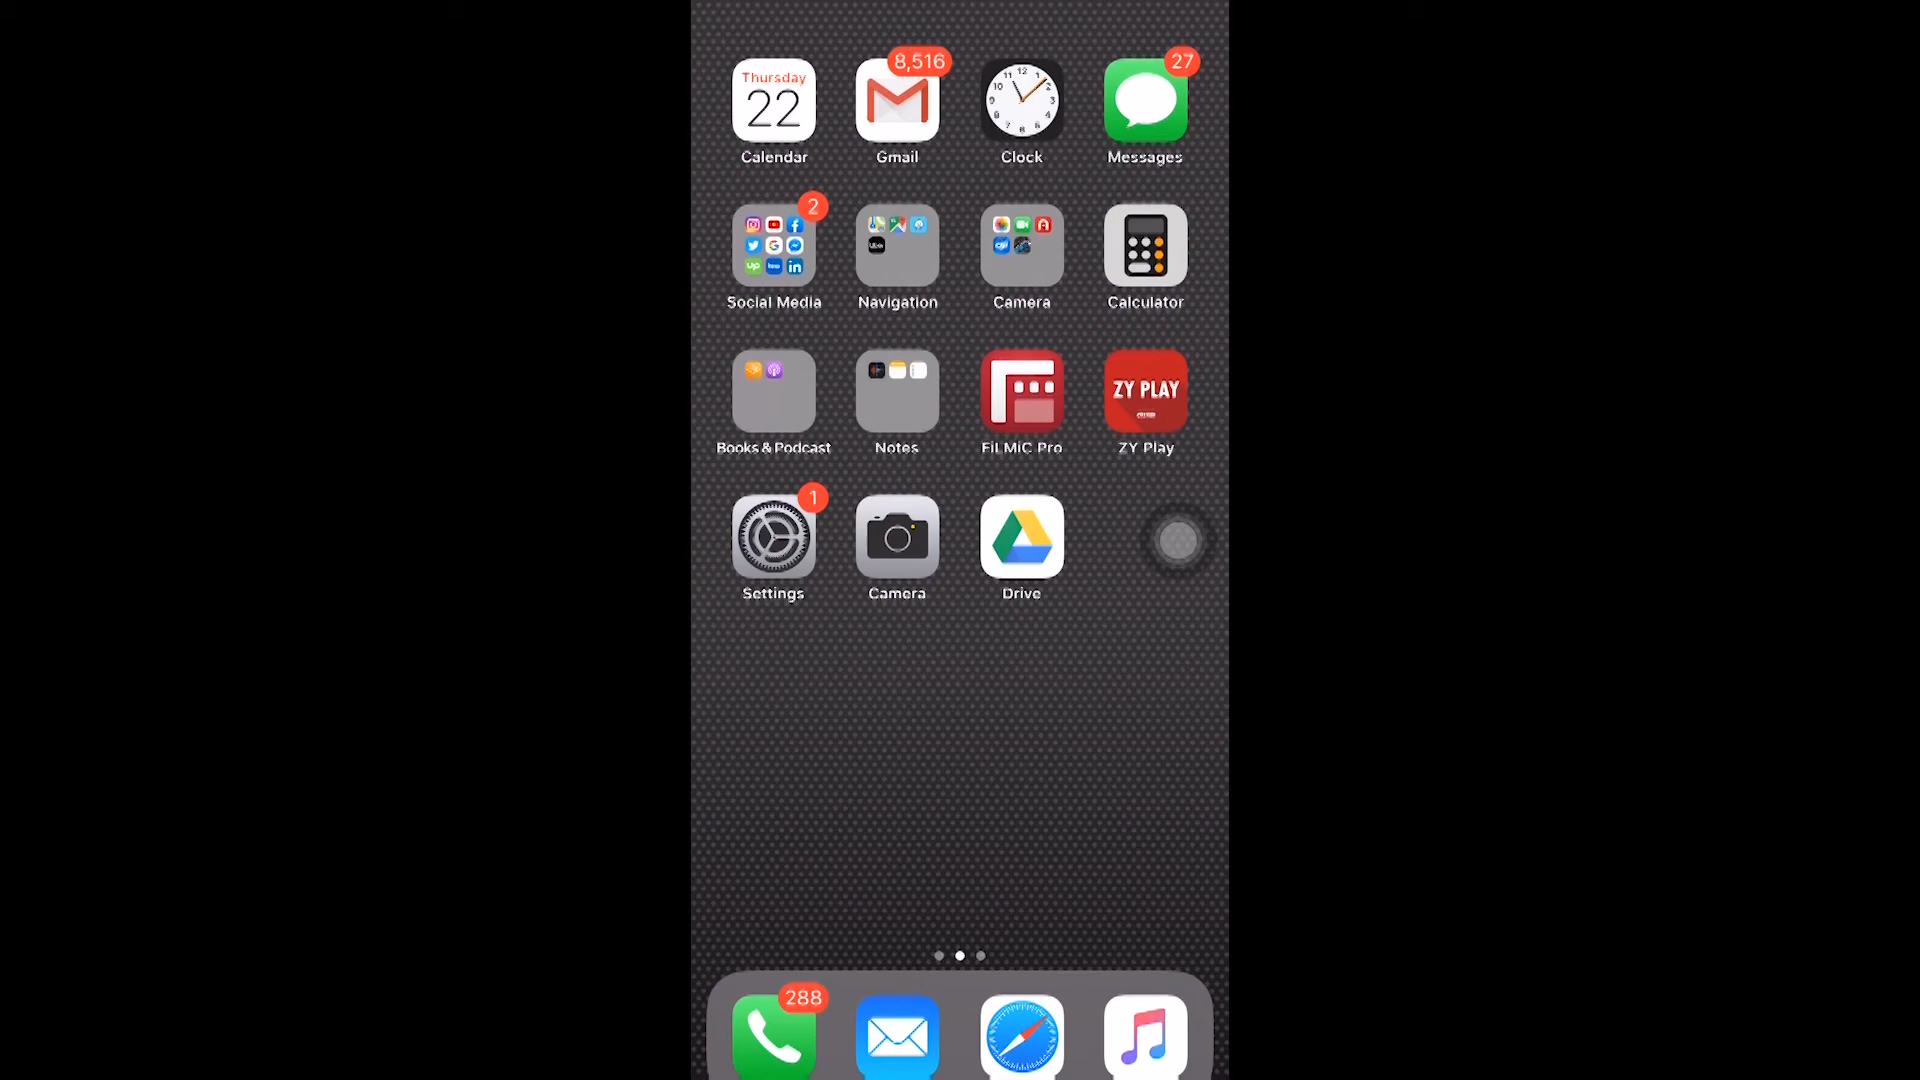 8,516
27
Thursday
22
Calendar
Gmail
Clock
Messages
2
Social Media
Navigation
Camera
Calculator
ZY PLAY
Books & Podcast
Notes
FiLMiC Pro
ZY Play
1
Settings
Camera
Drive
288